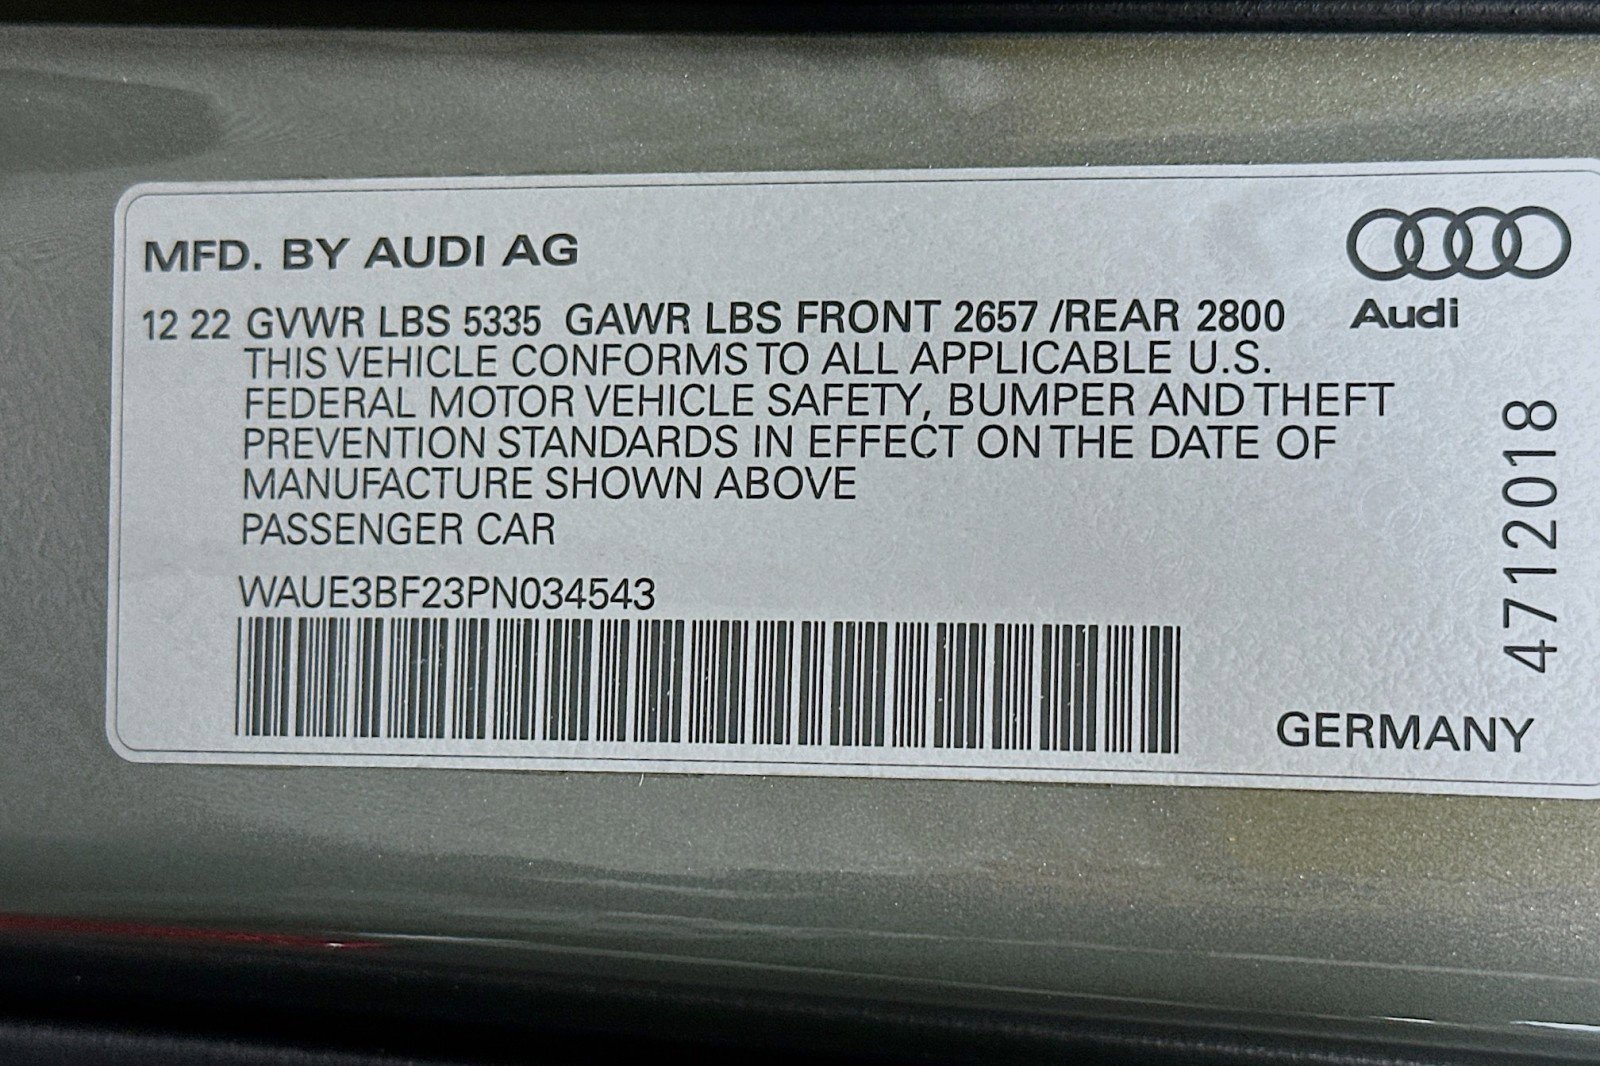 MFD. BY AUDI AG
Audi
12 22 GVWR LBS 5335 GAWR LBS FRONT 2657 /REAR 2800
THIS VEHICLE CONFORMS TO ALL APPLICABLE U.S.
FEDERAL MOTOR VEHICLE SAFETY, BUMPER AND THEFT
PREVENTION STANDARDS IN EFFECT ON THE DATE OF
MANUFACTURE SHOWN ABOVE
PASSENGER CAR
WAUE3BF23PN034543
4712018
GERMANY